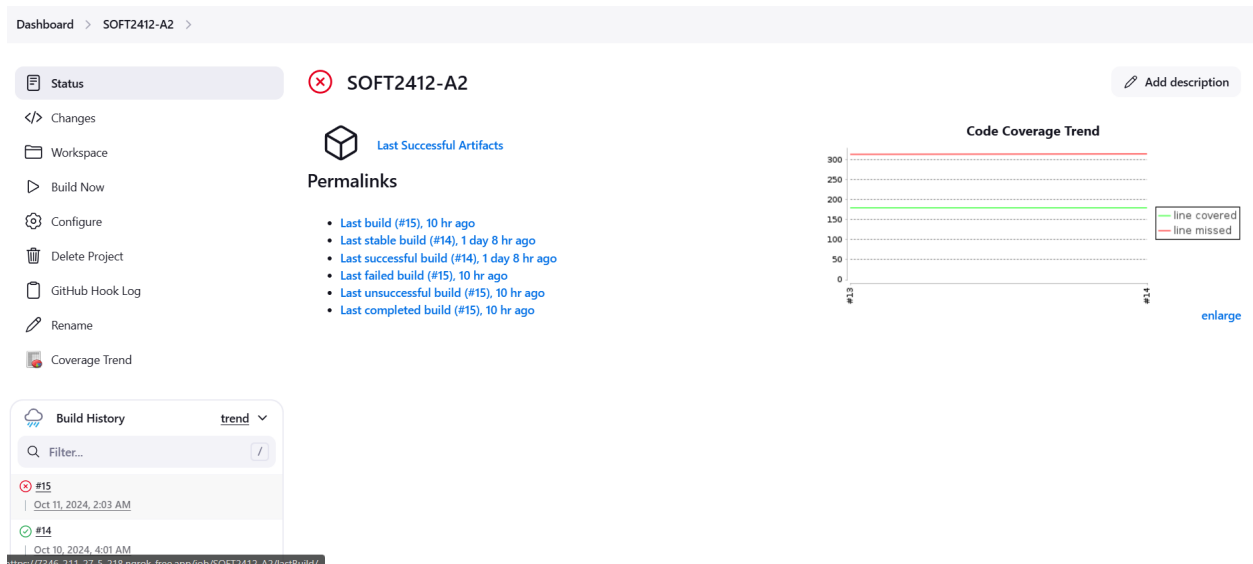 Dashboard > SOFT2412-A2 >
Status
Changes
Workspace
Build Now
Configure
Delete Project
GitHub Hook Log
Rename
Coverage Trend
Build History trend
Filter... /
#15
Oct 11, 2024, 2:03 AM
#14
Oct 10, 2024, 4:01 AM
SOFT2412-A2
Add description
Last Successful Artifacts
Permalinks
Last build (#15), 10 hr ago
Last stable build (#14), 1 day 8 hr ago
Last successful build (#14), 1 day 8 hr ago
Last failed build (#15), 10 hr ago
Last unsuccessful build (#15), 10 hr ago
Last completed build (#15), 10 hr ago
Code Coverage Trend
300
250
200
150
100
50
0
#13
#14
line covered
line missed
enlarge